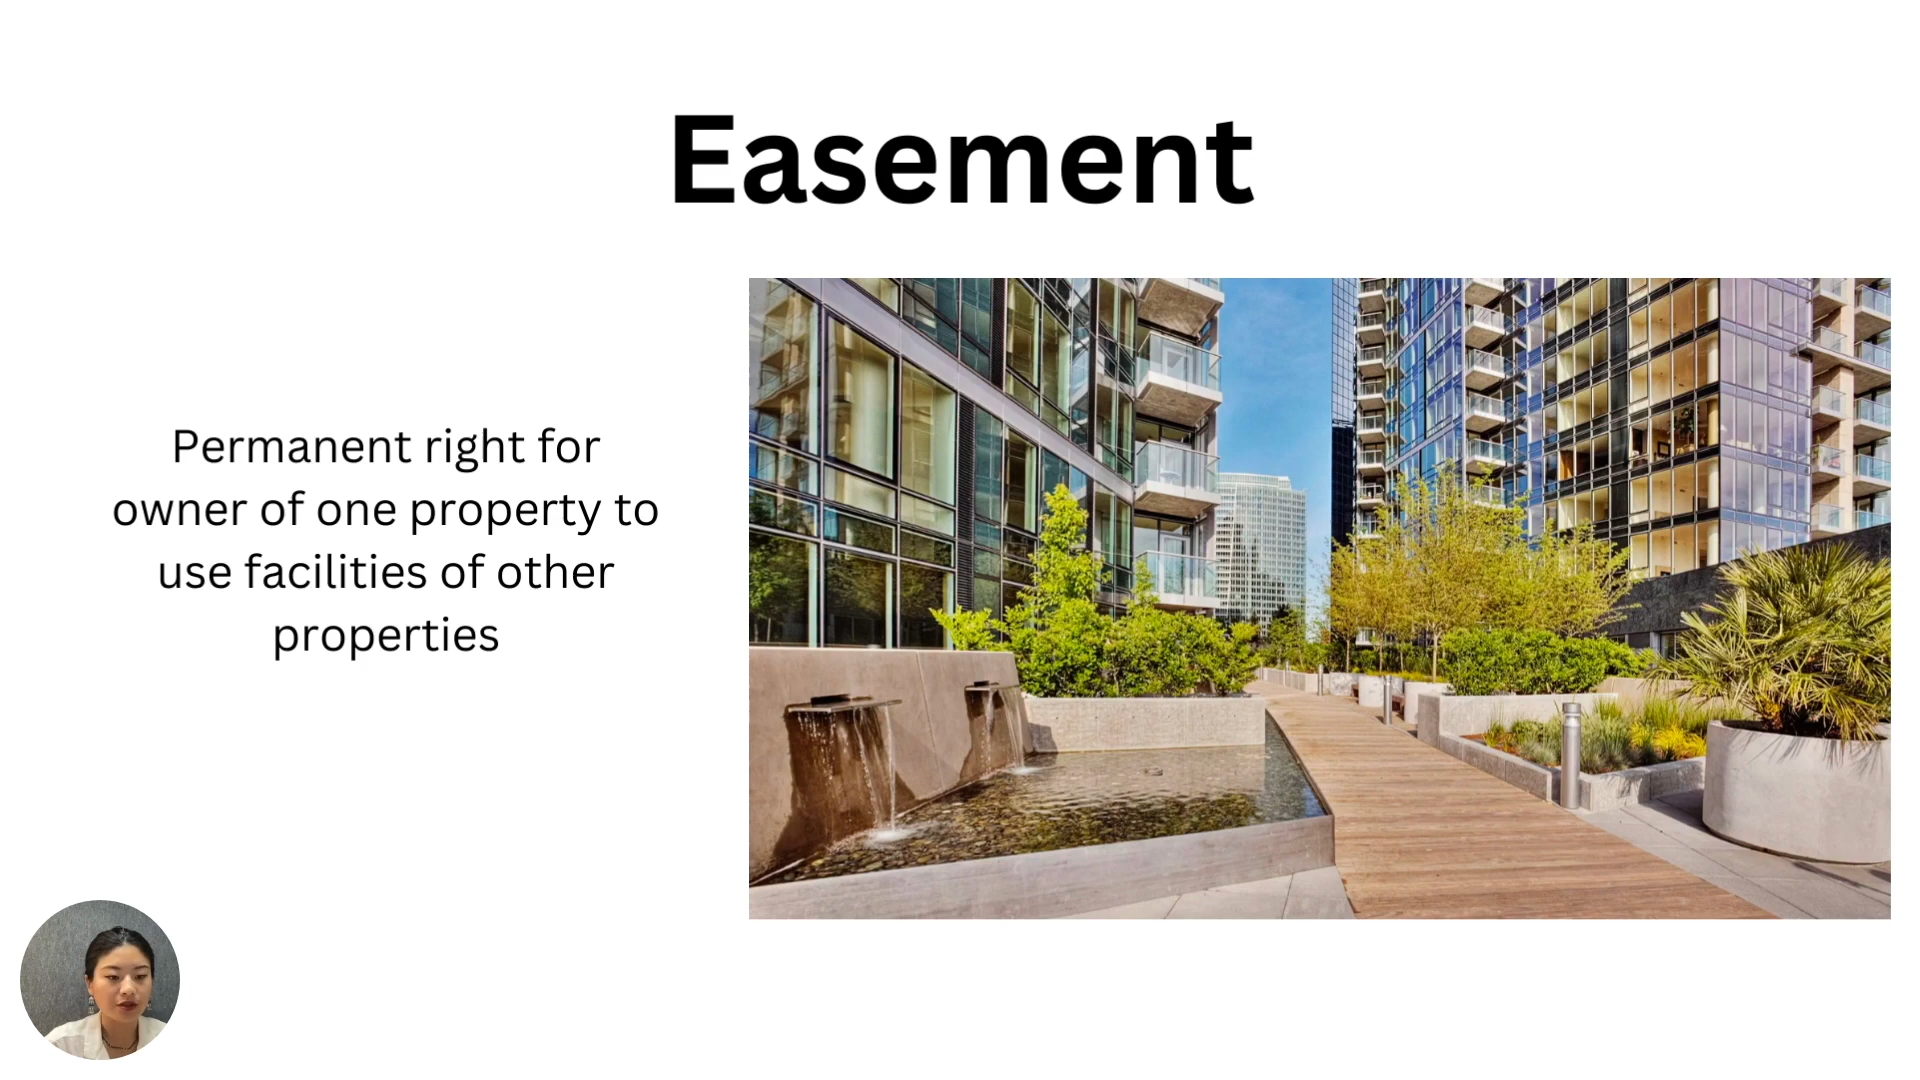 Easement
Permanent right for
owner of one property to
use facilities of other
properties